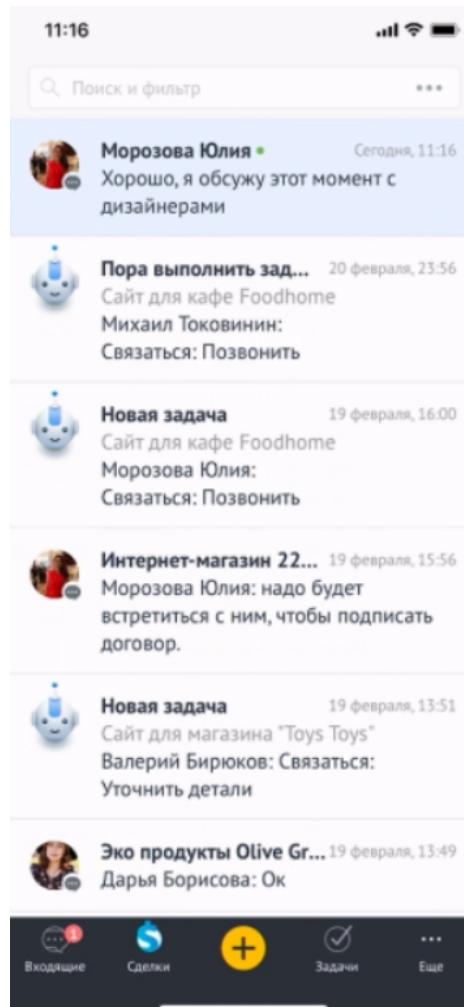 11:16
Поиск и фильтр
Морозова Юлия
Сегодня, 11:16
Хорошо, я обсужу этот момент с
дизайнерами
Пора выполнить зад...
20 февраля, 23:56
Сайт для кафе Foodhome
Михаил Токовинин:
Связаться: Позвонить
Новая задача
19 февраля, 16:00
Сайт для кафе Foodhome
Морозова Юлия:
Связаться: Позвонить
Интернет-магазин 22...
19 февраля, 15:56
Морозова Юлия: надо будет
встретиться с ним, чтобы подписать
договор.
Новая задача
19 февраля, 13:51
Сайт для магазина "Toys Toys"
Валерий Бирюков: Связаться:
Уточнить детали
Эко продукты Olive Gr...
19 февраля, 13:49
Дарья Борисова: Ок
1
Входящие
Сделки
Задачи
Еще